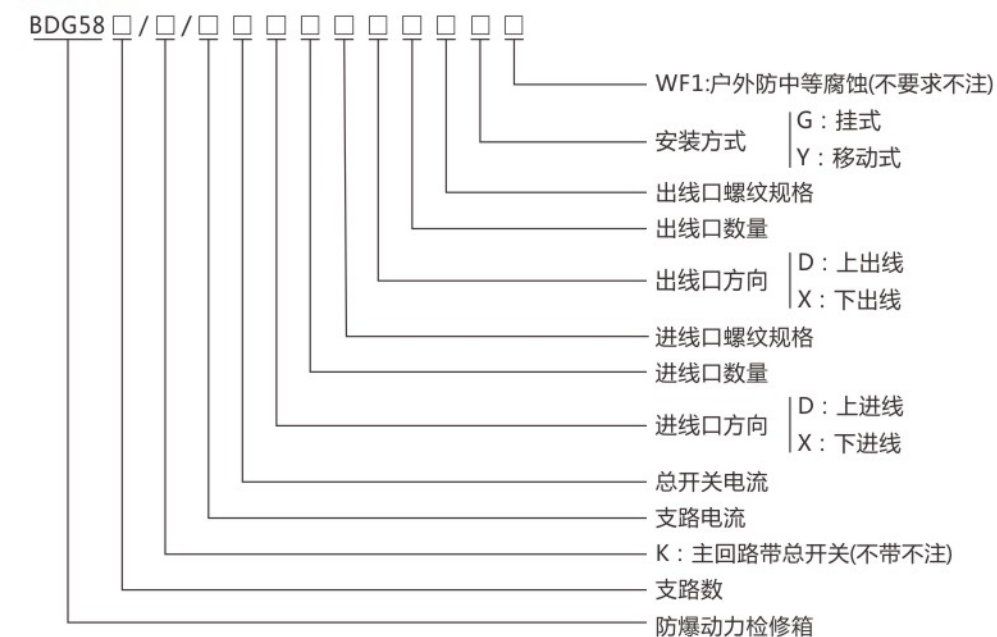 BDG58□/□/□□□□□□□□□□
WF1:户外防中等腐蚀(不要求不注)
安装方式
G：挂式
Y：移动式
出线口螺纹规格
出线口数量
出线口方向
D：上出线
X：下出线
进线口螺纹规格
进线口数量
进线口方向
D：上进线
X：下进线
总开关电流
支路电流
K：主回路带总开关(不带不注)
支路数
防爆动力检修箱